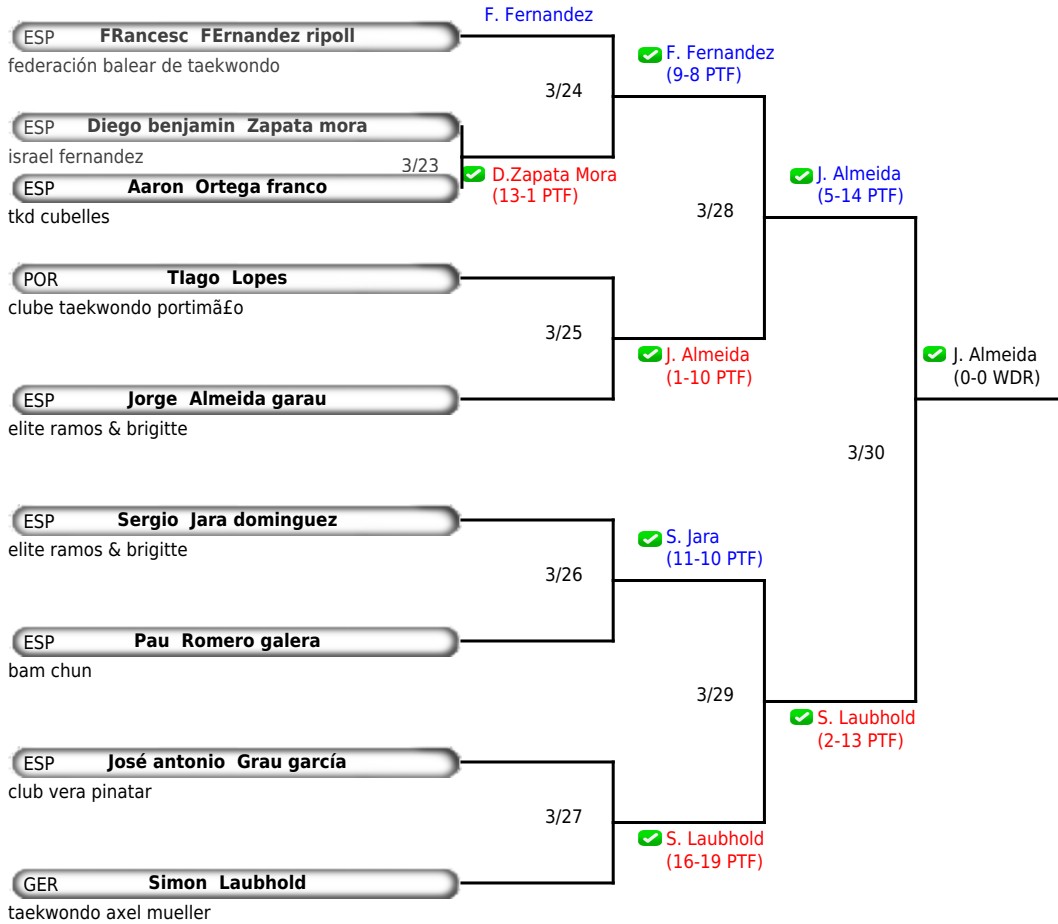 F. Fernandez
ESP FRancesc FErnandez ripoll
federación balear de taekwondo
F. Fernandez
(9-8 PTF)
3/24
ESP Diego benjamin Zapata mora
israel fernandez
3/23
D.Zapata Mora
(13-1 PTF)
ESP Aaron Ortega franco
tkd cubelles
J. Almeida
(5-14 PTF)
3/28
POR TIago Lopes
clube taekwondo portimã£o
3/25
J. Almeida
(1-10 PTF)
J. Almeida
(0-0 WDR)
ESP Jorge Almeida garau
elite ramos & brigitte
3/30
ESP Sergio Jara dominguez
elite ramos & brigitte
S. Jara
(11-10 PTF)
3/26
ESP Pau Romero galera
bam chun
3/29
S. Laubhold
(2-13 PTF)
ESP José antonio Grau garcía
club vera pinatar
3/27
S. Laubhold
(16-19 PTF)
GER Simon Laubhold
taekwondo axel mueller